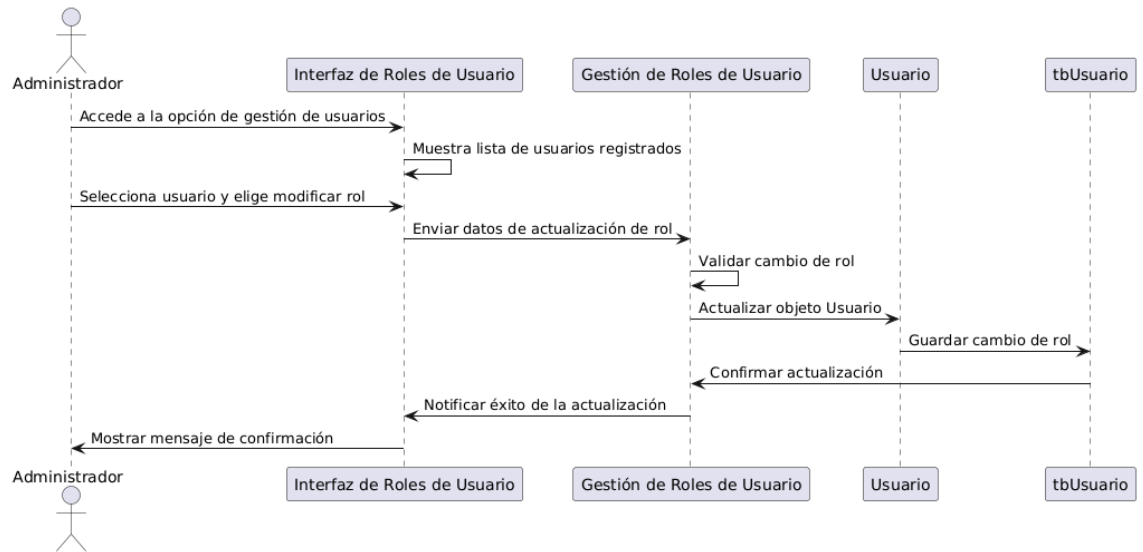 Administrador
Interfaz de Roles de Usuario
Gestión de Roles de Usuario
Usuario
tbUsuario
Accede a la opción de gestión de usuarios
Muestra lista de usuarios registrados
Selecciona usuario y elige modificar rol
Enviar datos de actualización de rol
Validar cambio de rol
Actualizar objeto Usuario
Guardar cambio de rol
Confirmar actualización
Notificar éxito de la actualización
Mostrar mensaje de confirmación
Administrador
Interfaz de Roles de Usuario
Gestión de Roles de Usuario
Usuario
tbUsuario